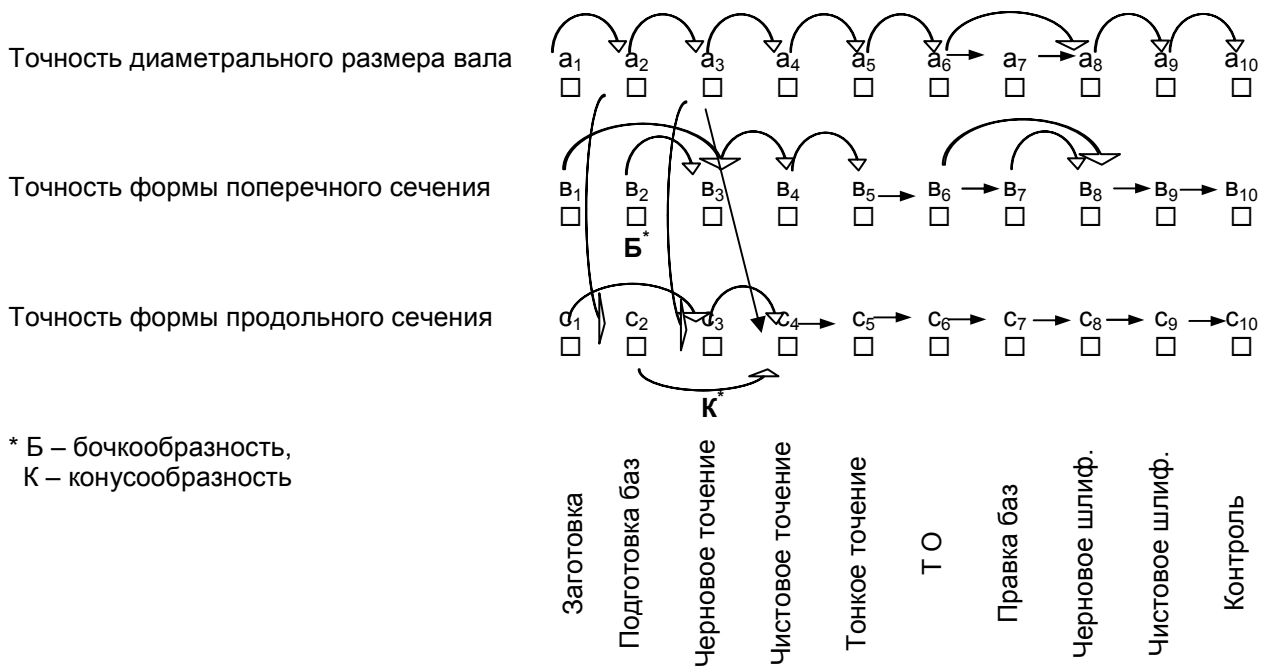 Точность диаметрального размера вала a1 a2 a3 a4 a5 a6 a7 a8 a9 a10
Точность формы поперечного сечения в1 в2 в3 в4 в5 в6 в7 в8 в9 в10
Б*
Точность формы продольного сечения c1 c2 c3 c4 c5 c6 c7 c8 c9 c10
К*
* Б – бочкообразность,
К – конусообразность
Заготовка
Подготовка баз
Черновое точение
Чистовое точение
Тонкое точение
Т О
Правка баз
Черновое шлиф.
Чистовое шлиф.
Контроль